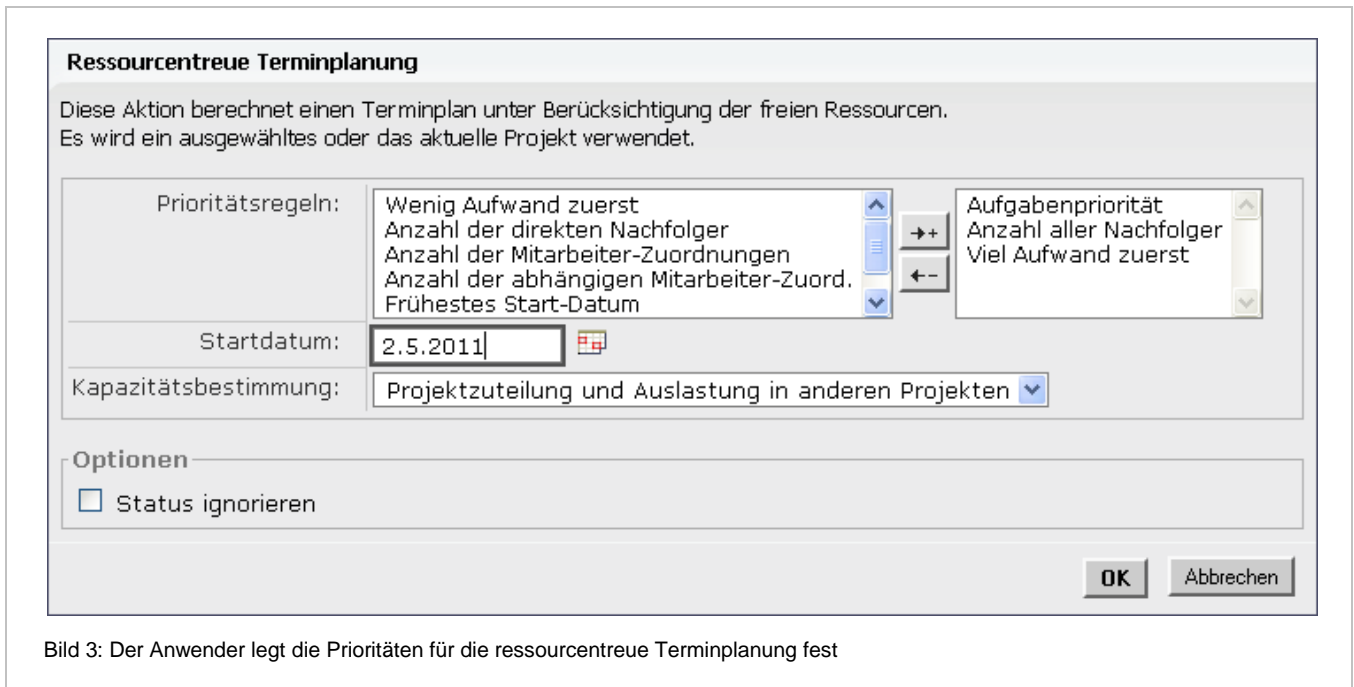 Ressourcentreue Terminplanung
Diese Aktion berechnet einen Terminplan unter Berücksichtigung der freien Ressourcen.
Es wird ein ausgewähltes oder das aktuelle Projekt verwendet.
Prioritätsregeln:
Wenig Aufwand zuerst
Anzahl der direkten Nachfolger
Anzahl der Mitarbeiter-Zuordnungen
Anzahl der abhängigen Mitarbeiter-Zuord.
Frühestes Start-Datum
Aufgabenpriorität
Anzahl aller Nachfolger
Viel Aufwand zuerst
Startdatum:
2.5.2011
Kapazitätsbestimmung:
Projektzuteilung und Auslastung in anderen Projekten
Optionen
Status ignorieren
OK
Abbrechen
Bild 3: Der Anwender legt die Prioritäten für die ressourcentreue Terminplanung fest